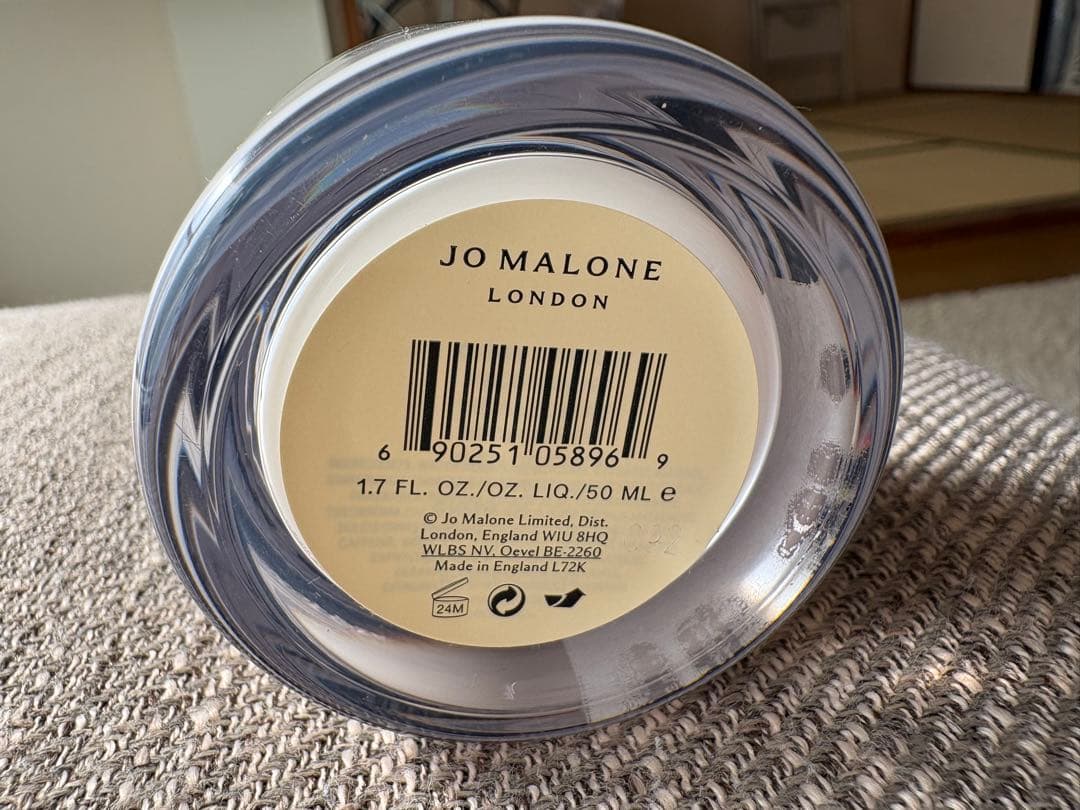 JO MALONE
LONDON
6 90251 05896 9
1.7 FL. OZ./OZ. LIQ./50 ML e
© Jo Malone Limited, Dist.
London, England W1U 8HQ
WLBS NV, Oevel BE-2260
Made in England L72K
24M